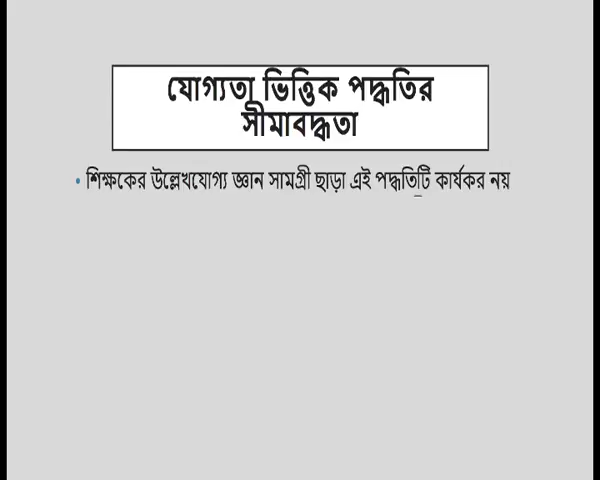 যোগ্যতা ভিত্তিক পদ্ধতির
সীমাবদ্ধতা
• শিক্ষকের উল্লেখযোগ্য জ্ঞান সামগ্রী ছাড়া এই পদ্ধতিটি কার্যকর নয়